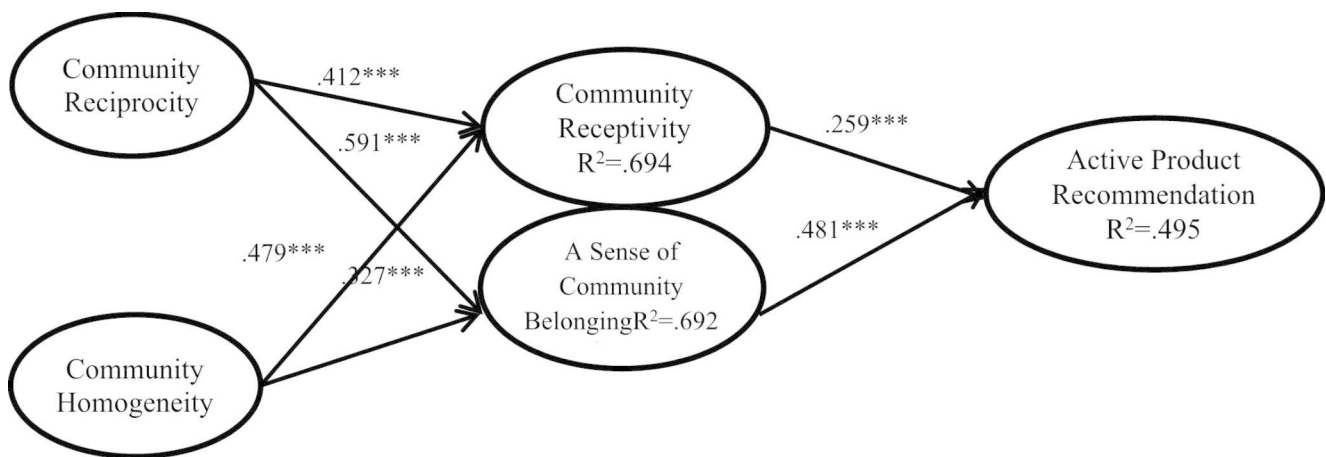 Community
Reciprocity
.412***
.591***
.479***
.327***
Community
Homogeneity
Community
Receptivity
R²=.694
A Sense of
Community
BelongingR²=.692
.259***
.481***
Active Product
Recommendation
R²=.495